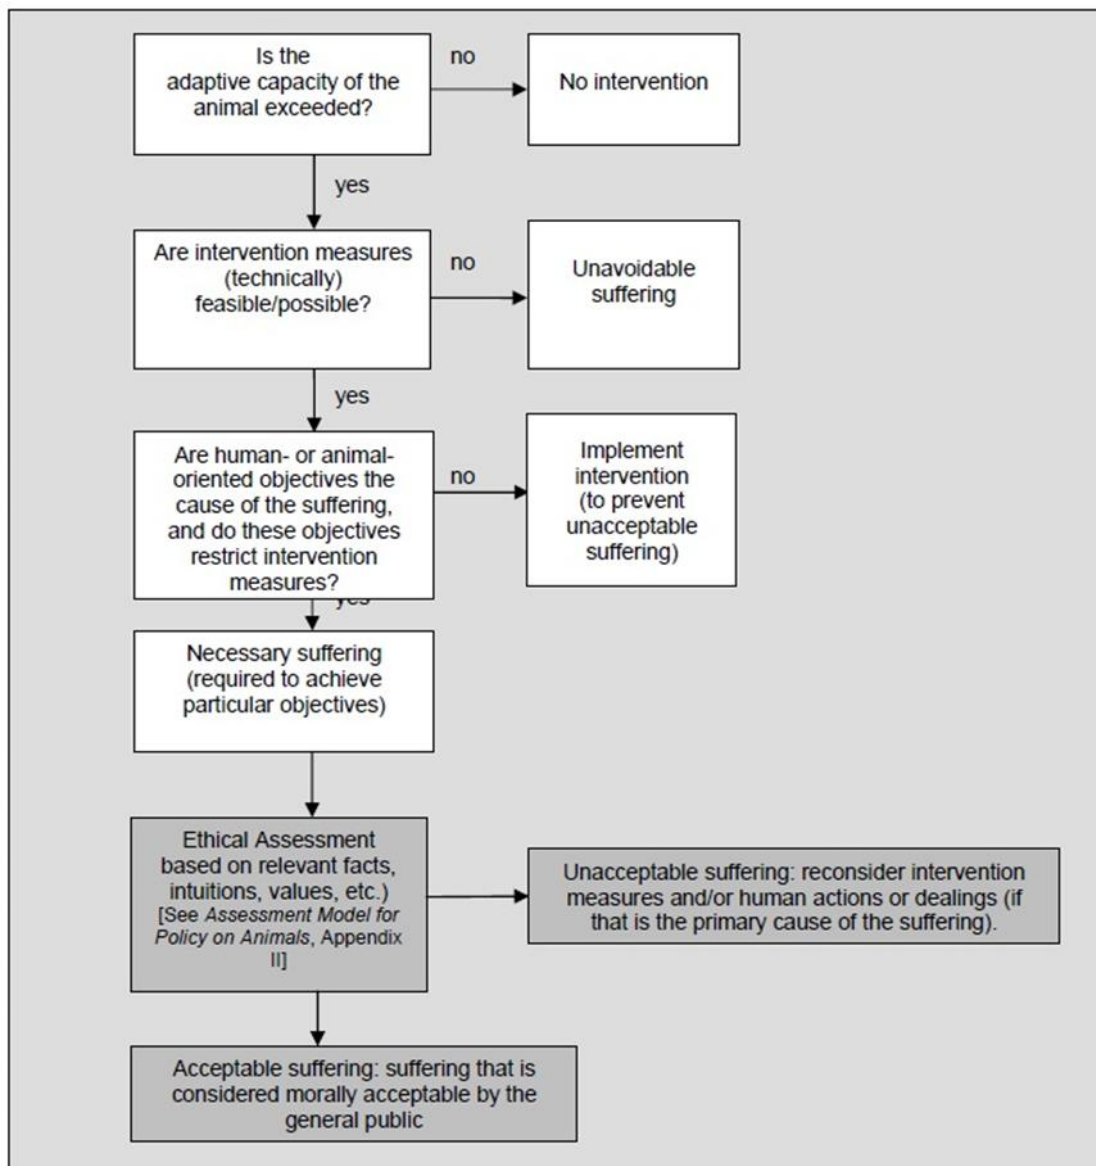 Is the
adaptive capacity of the
animal exceeded?
no
No intervention
yes
Are intervention measures
(technically)
feasible/possible?
no
Unavoidable
suffering
yes
Are human- or animal-
oriented objectives the
cause of the suffering,
and do these objectives
restrict intervention
measures?
no
Implement
intervention
(to prevent
unacceptable
suffering)
yes
Necessary suffering
(required to achieve
particular objectives)
Ethical Assessment
based on relevant facts,
intuitions, values, etc.)
[See Assessment Model for
Policy on Animals, Appendix
II]
Unacceptable suffering: reconsider intervention
measures and/or human actions or dealings (if
that is the primary cause of the suffering).
Acceptable suffering: suffering that is
considered morally acceptable by the
general public